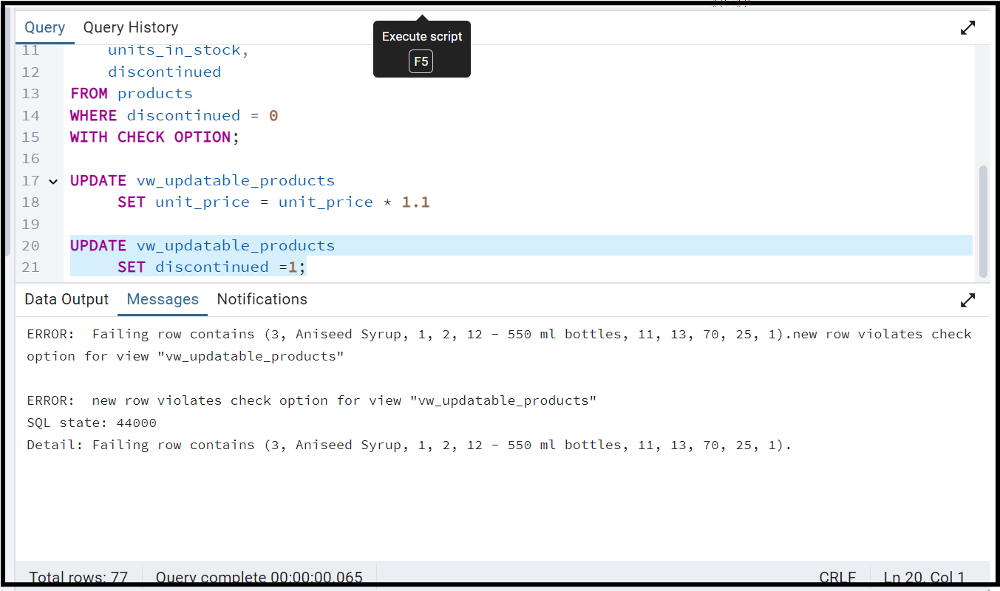 Query Query History
Execute script
F5
11 units_in_stock,
12 discontinued
13 FROM products
14 WHERE discontinued = 0
15 WITH CHECK OPTION;
16
17 UPDATE vw_updatable_products
18 SET unit_price = unit_price * 1.1
19
20 UPDATE vw_updatable_products
21 SET discontinued =1;
Data Output Messages Notifications
ERROR:  Failing row contains (3, Aniseed Syrup, 1, 2, 12 - 550 ml bottles, 11, 13, 70, 25, 1).new row violates check
option for view "vw_updatable_products"
ERROR:  new row violates check option for view "vw_updatable_products"
SQL state: 44000
Detail: Failing row contains (3, Aniseed Syrup, 1, 2, 12 - 550 ml bottles, 11, 13, 70, 25, 1).
Total rows: 77 Query complete 00:00:00.065 CRLF Ln 20, Col 1